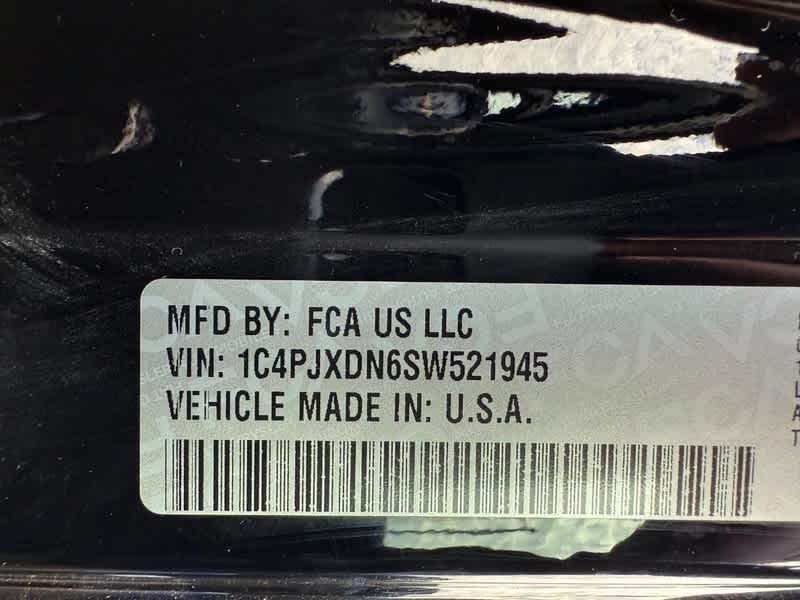 MFD BY: FCA US LLC
VIN: 1C4PJXDN6SW521945
VEHICLE MADE IN: U.S.A.